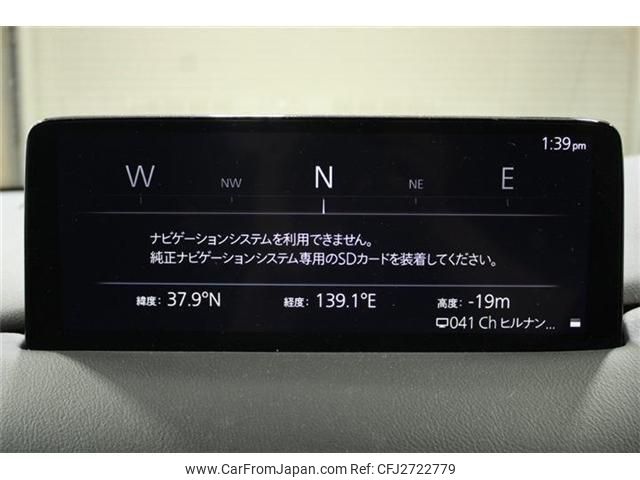 1:39 pm
W NW N NE E
ナビゲーションシステムを利用できません。
純正ナビゲーションシステム専用のSDカードを装着してください。
緯度: 37.9°N 経度: 139.1°E 高度: -19m
041 Ch ヒルナン...
www.CarFromJapan.com - CFJ2722779